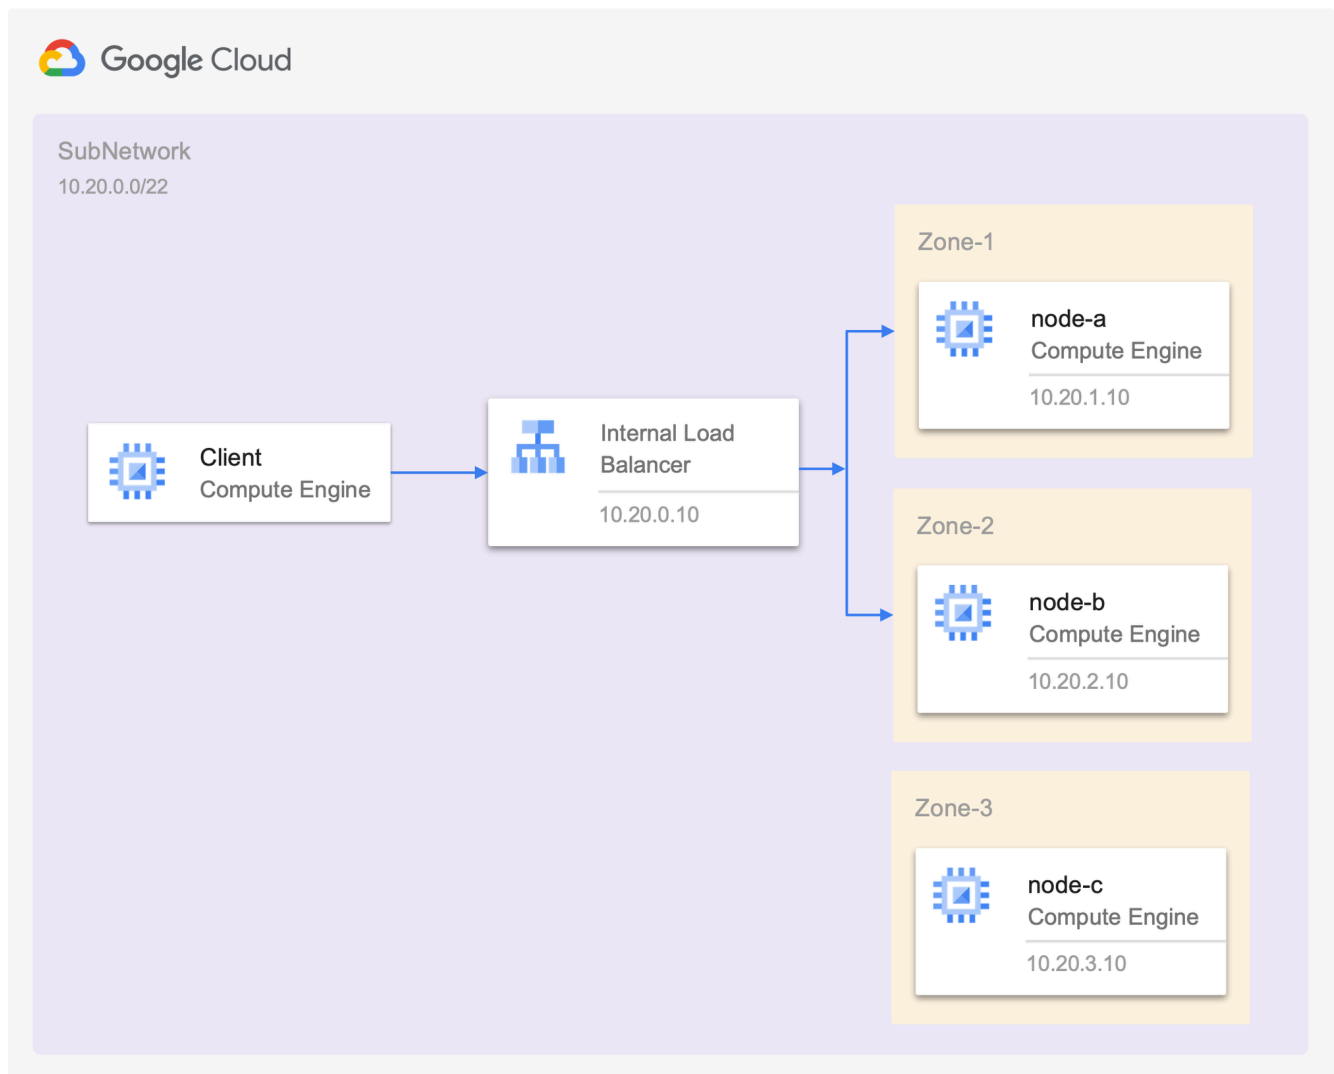 Google Cloud
SubNetwork
10.20.0.0/22
Client
Compute Engine
Internal Load
Balancer
10.20.0.10
Zone-1
node-a
Compute Engine
10.20.1.10
Zone-2
node-b
Compute Engine
10.20.2.10
Zone-3
node-c
Compute Engine
10.20.3.10